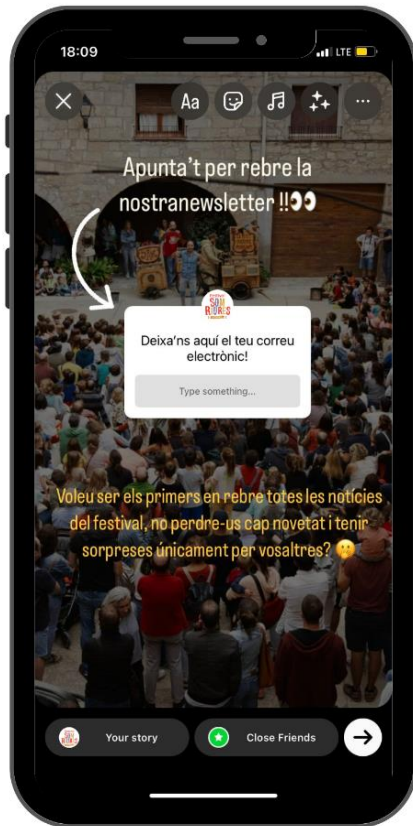 18:09
LTE
Aa
Apunta't per rebre la
nostranewsletter !!👀
SOM
RIURES
Deixa'ns aquí el teu correu
electrònic!
Type something...
Voleu ser els primers en rebre totes les notícies
del festival, no perdre-us cap novetat i tenir
sorpreses únicament per vosaltres? 🤫
Your story
Close Friends